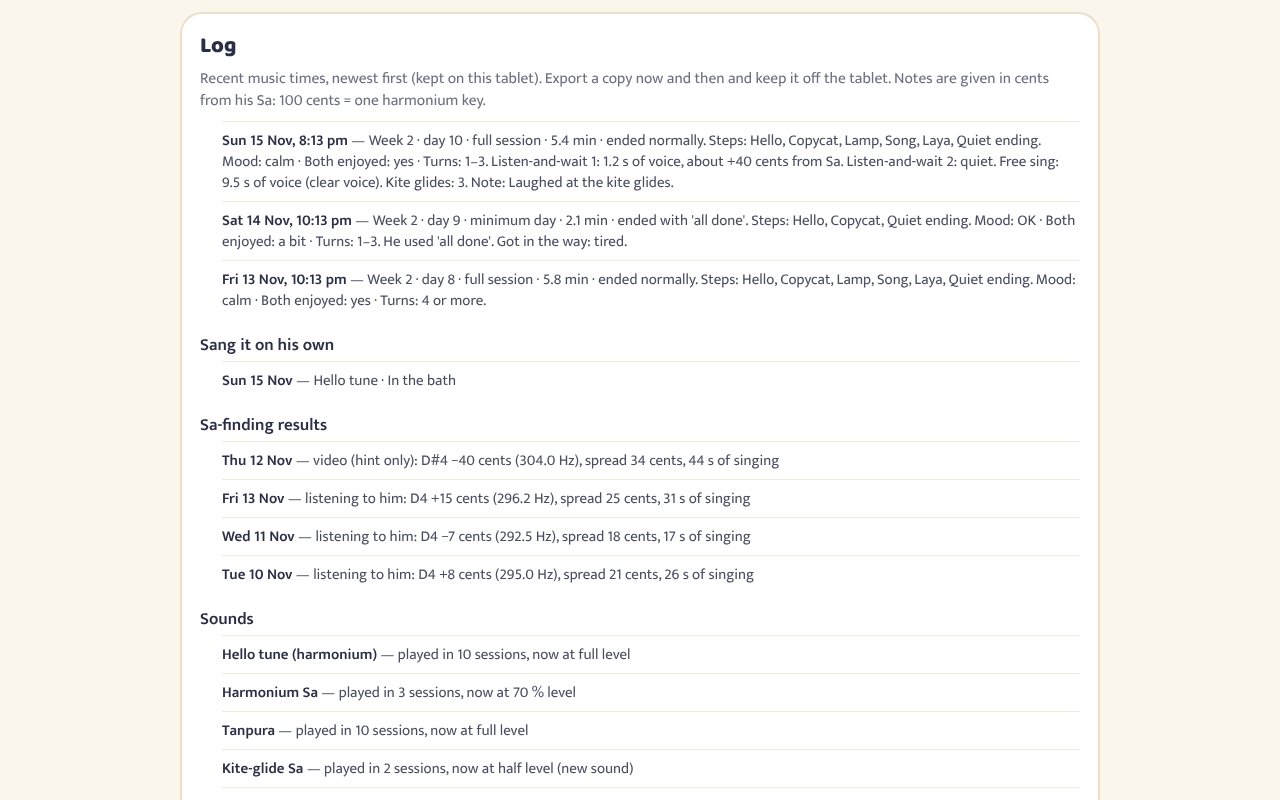 Log
Recent music times, newest first (kept on this tablet). Export a copy now and then and keep it off the tablet. Notes are given in cents
from his Sa: 100 cents = one harmonium key.
Sun 15 Nov, 8:13 pm — Week 2 · day 10 · full session · 5.4 min · ended normally. Steps: Hello, Copycat, Lamp, Song, Laya, Quiet ending.
Mood: calm · Both enjoyed: yes · Turns: 1–3. Listen-and-wait 1: 1.2 s of voice, about +40 cents from Sa. Listen-and-wait 2: quiet. Free sing:
9.5 s of voice (clear voice). Kite glides: 3. Note: Laughed at the kite glides.
Sat 14 Nov, 10:13 pm — Week 2 · day 9 · minimum day · 2.1 min · ended with 'all done'. Steps: Hello, Copycat, Quiet ending. Mood: OK · Both
enjoyed: a bit · Turns: 1–3. He used 'all done'. Got in the way: tired.
Fri 13 Nov, 10:13 pm — Week 2 · day 8 · full session · 5.8 min · ended normally. Steps: Hello, Copycat, Lamp, Song, Laya, Quiet ending. Mood:
calm · Both enjoyed: yes · Turns: 4 or more.
Sang it on his own
Sun 15 Nov — Hello tune · In the bath
Sa-finding results
Thu 12 Nov — video (hint only): D#4 −40 cents (304.0 Hz), spread 34 cents, 44 s of singing
Fri 13 Nov — listening to him: D4 +15 cents (296.2 Hz), spread 25 cents, 31 s of singing
Wed 11 Nov — listening to him: D4 −7 cents (292.5 Hz), spread 18 cents, 17 s of singing
Tue 10 Nov — listening to him: D4 +8 cents (295.0 Hz), spread 21 cents, 26 s of singing
Sounds
Hello tune (harmonium) — played in 10 sessions, now at full level
Harmonium Sa — played in 3 sessions, now at 70 % level
Tanpura — played in 10 sessions, now at full level
Kite-glide Sa — played in 2 sessions, now at half level (new sound)